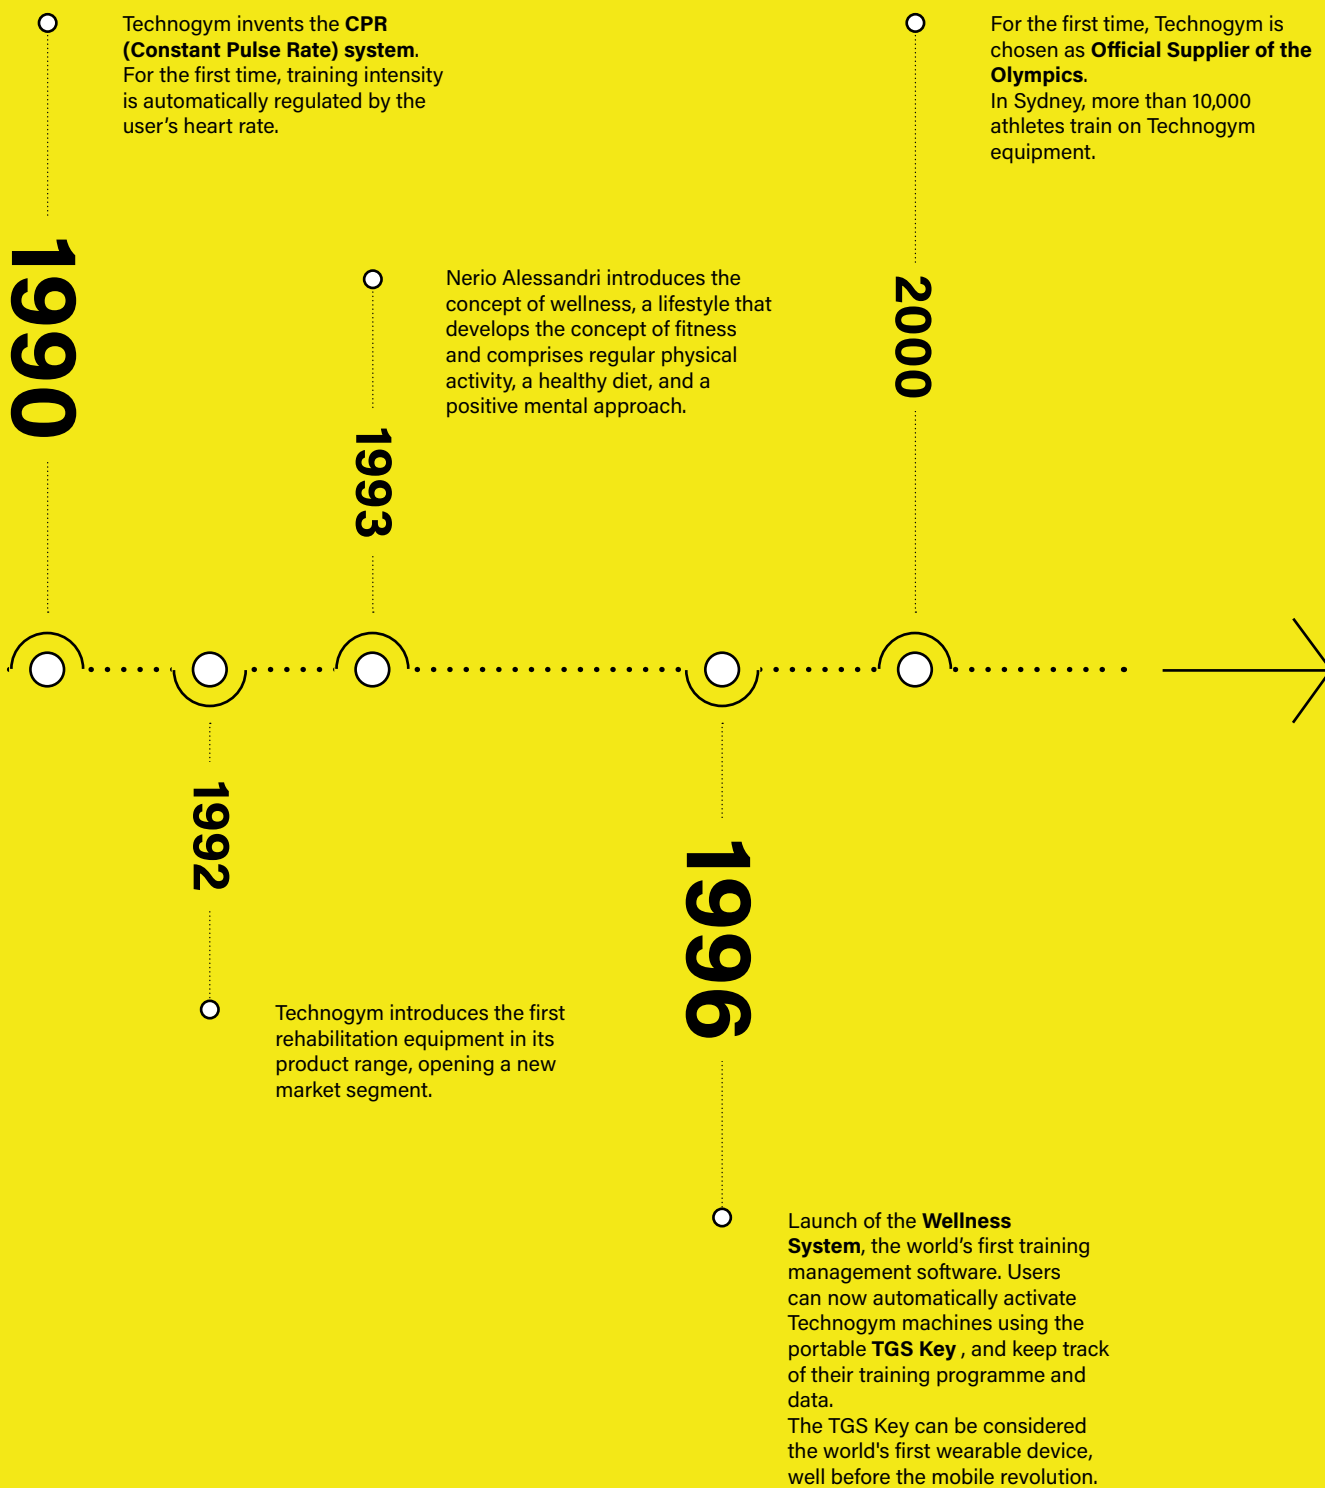 1990
Technogym invents the CPR
(Constant Pulse Rate) system.
For the first time, training intensity
is automatically regulated by the
user's heart rate.
1992
Technogym introduces the first
rehabilitation equipment in its
product range, opening a new
market segment.
1993
Nerio Alessandri introduces the
concept of wellness, a lifestyle that
develops the concept of fitness
and comprises regular physical
activity, a healthy diet, and a
positive mental approach.
1996
Launch of the Wellness
System, the world's first training
management software. Users
can now automatically activate
Technogym machines using the
portable TGS Key , and keep track
of their training programme and
data.
The TGS Key can be considered
the world's first wearable device,
well before the mobile revolution.
2000
For the first time, Technogym is
chosen as Official Supplier of the
Olympics.
In Sydney, more than 10,000
athletes train on Technogym
equipment.